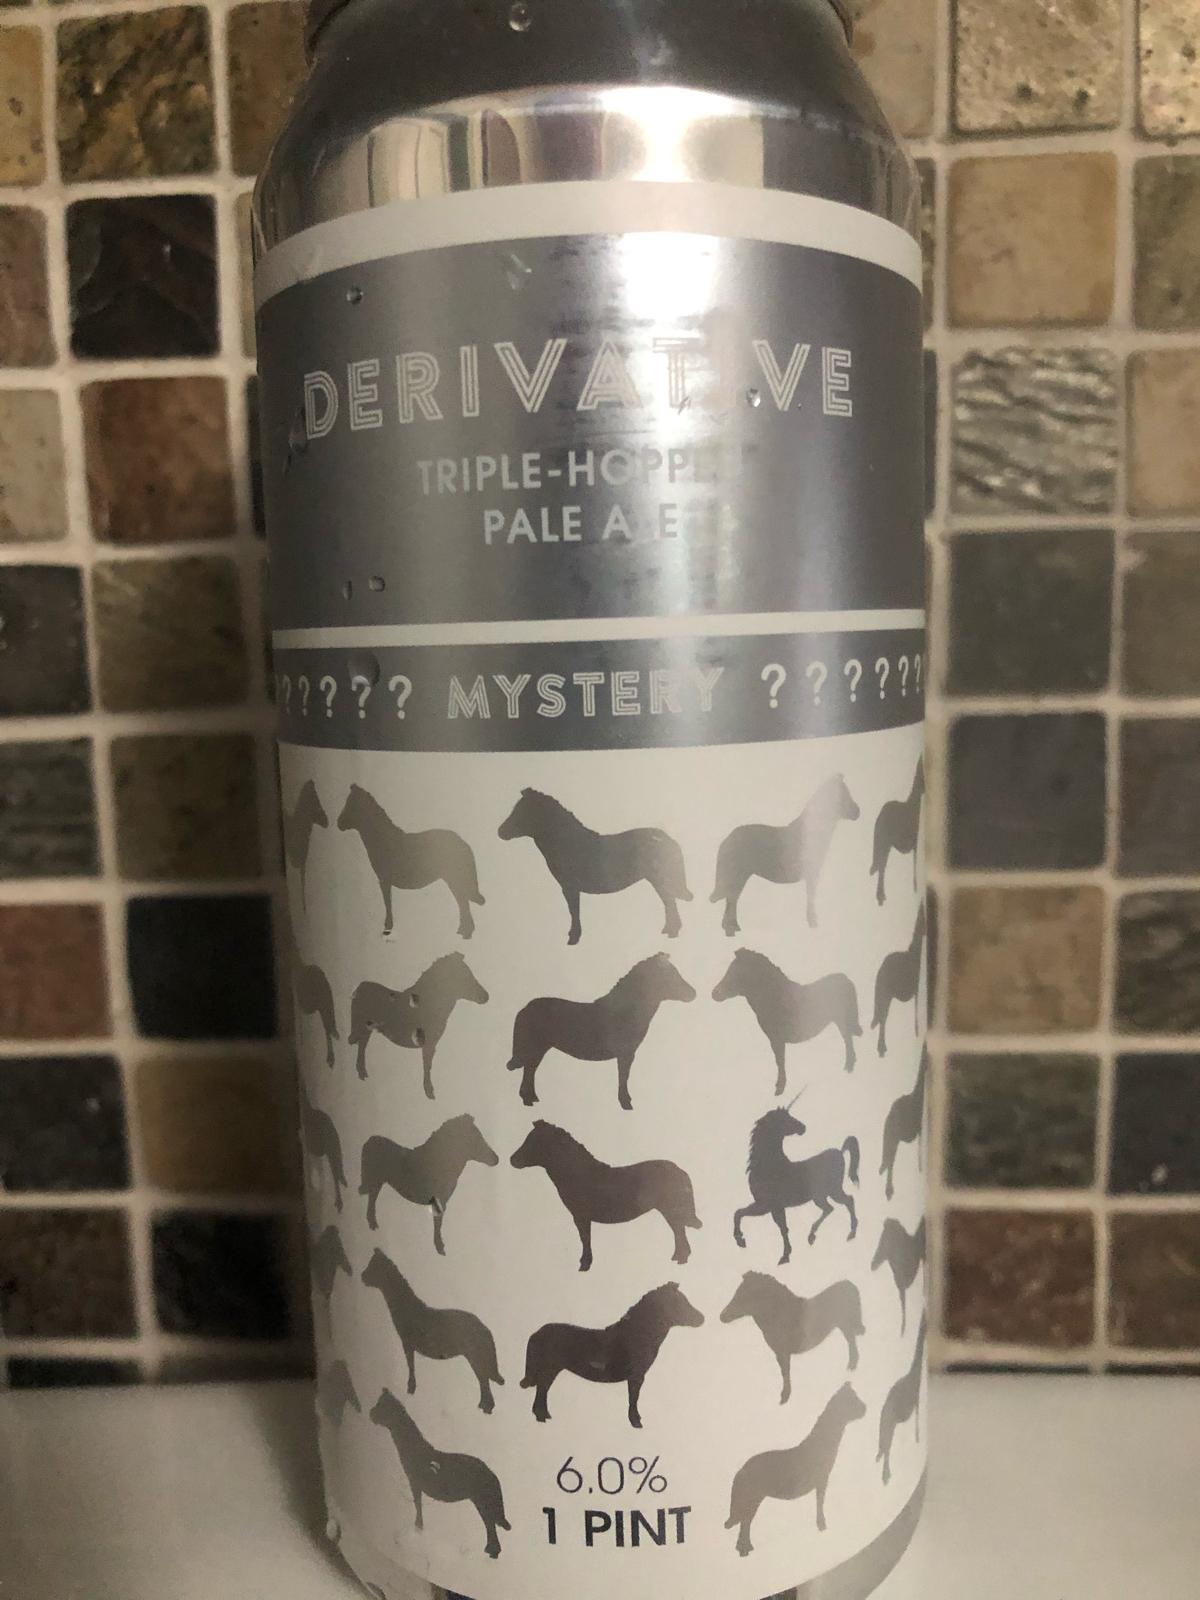 DERIVATIVE
TRIPLE-HOPPED
PALE ALE
????? MYSTERY ???????
6.0%
1 PINT